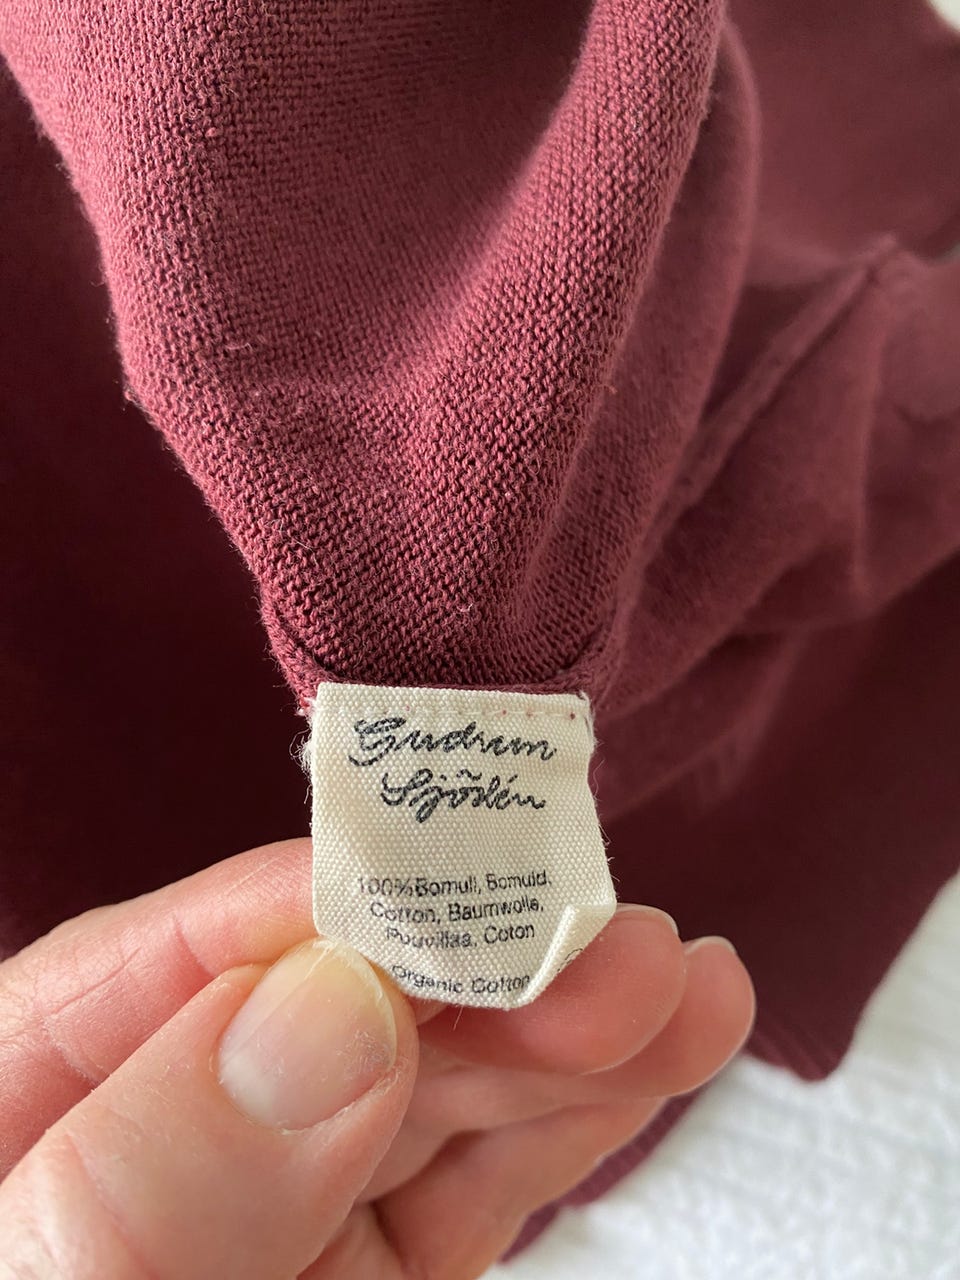 Gudrun
Sjödén
100% Bomull, Bomuld,
Cotton, Baumwolle,
Puuvillaa, Coton
Organic Cotton